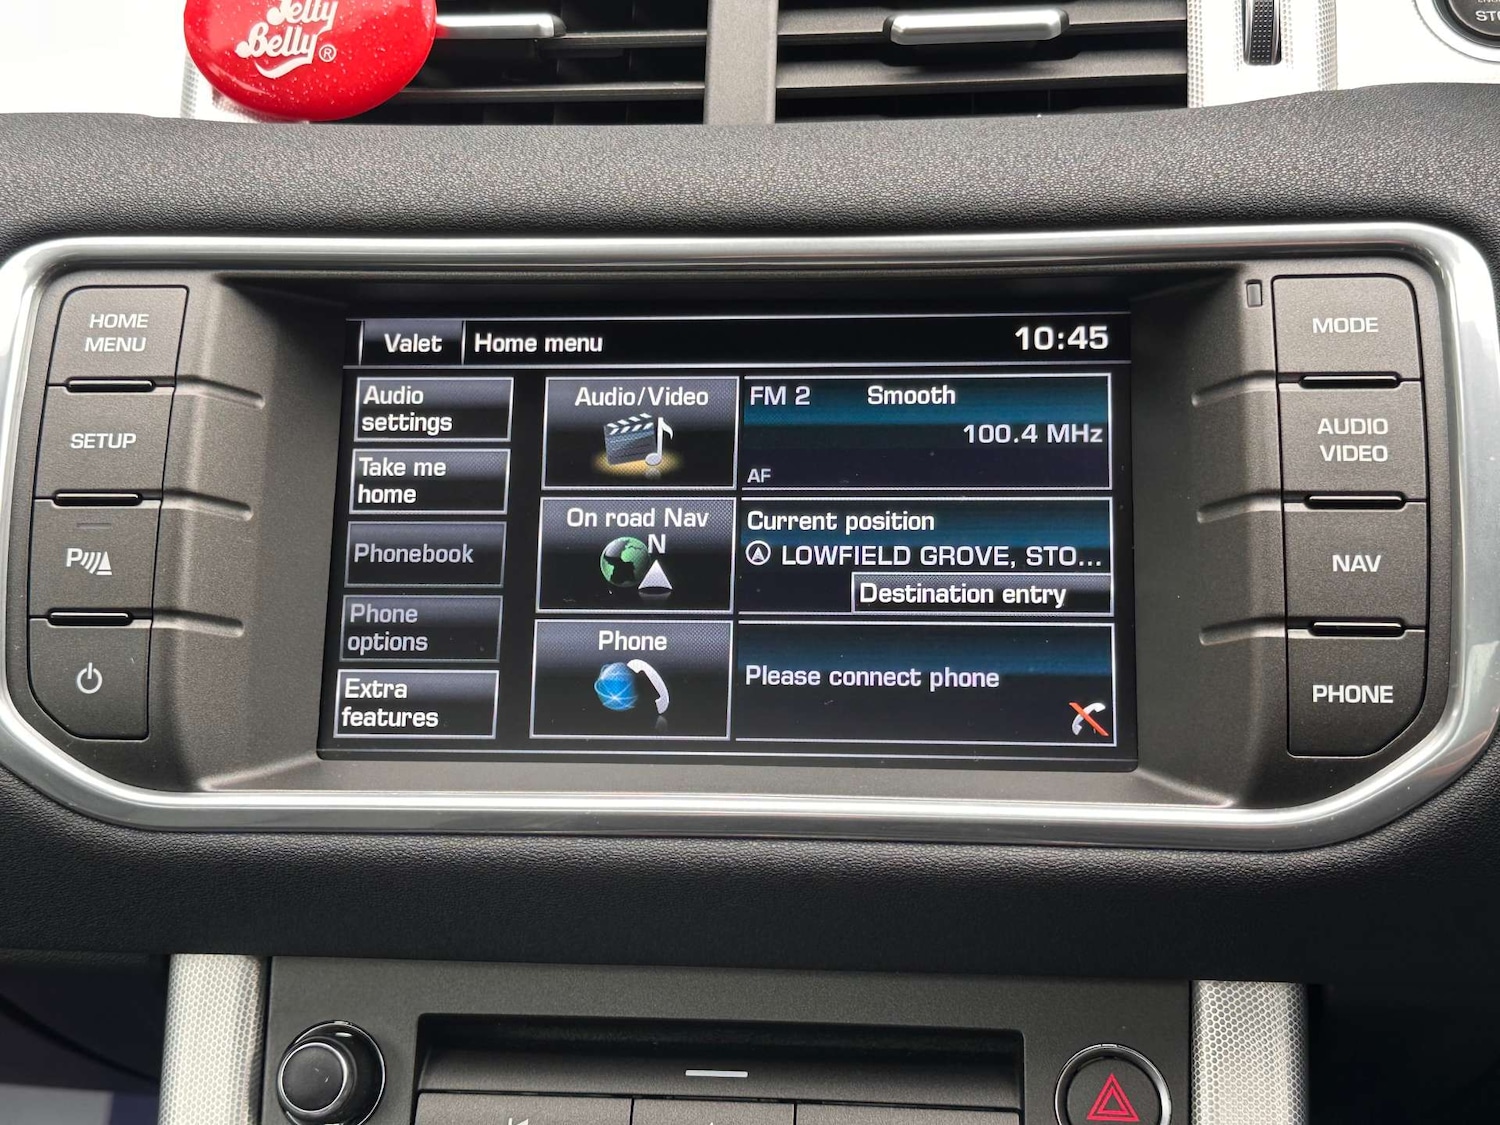 Jelly
Belly®
STO
HOME
MENU
SETUP
P
Valet
Home menu
10:45
Audio
settings
Take me
home
Phonebook
Phone
options
Extra
features
Audio/Video
On road Nav
N
Phone
FM 2 Smooth
100.4 MHz
AF
Current position
LOWFIELD GROVE, STO...
Destination entry
Please connect phone
MODE
AUDIO
VIDEO
NAV
PHONE